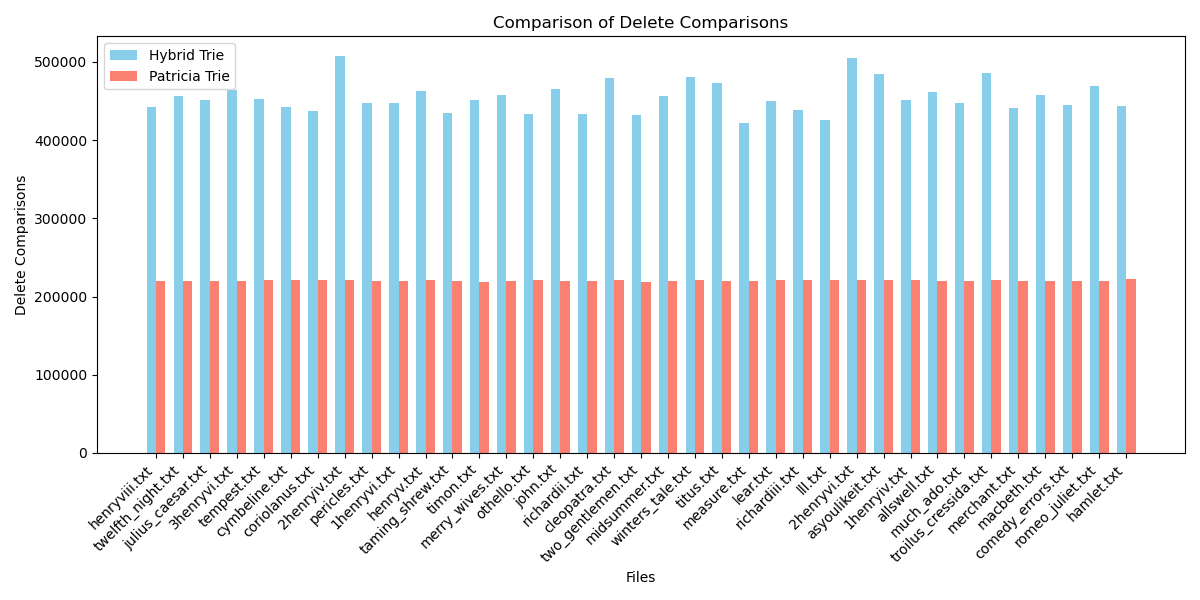 Comparison of Delete Comparisons
Hybrid Trie
Patricia Trie
Delete Comparisons
500000
400000
300000
200000
100000
0
henryviii.txt
twelfth_night.txt
julius_caesar.txt
3henryvi.txt
tempest.txt
cymbeline.txt
coriolanus.txt
2henryiv.txt
pericles.txt
1henryvi.txt
henryv.txt
taming_shrew.txt
timon.txt
merry_wives.txt
othello.txt
john.txt
richardii.txt
cleopatra.txt
two_gentlemen.txt
midsummer.txt
winters_tale.txt
titus.txt
measure.txt
lear.txt
richardiii.txt
lll.txt
2henryvi.txt
asyoulikeit.txt
1henryiv.txt
allswell.txt
much_ado.txt
troilus_cressida.txt
merchant.txt
macbeth.txt
comedy_errors.txt
romeo_juliet.txt
hamlet.txt
Files